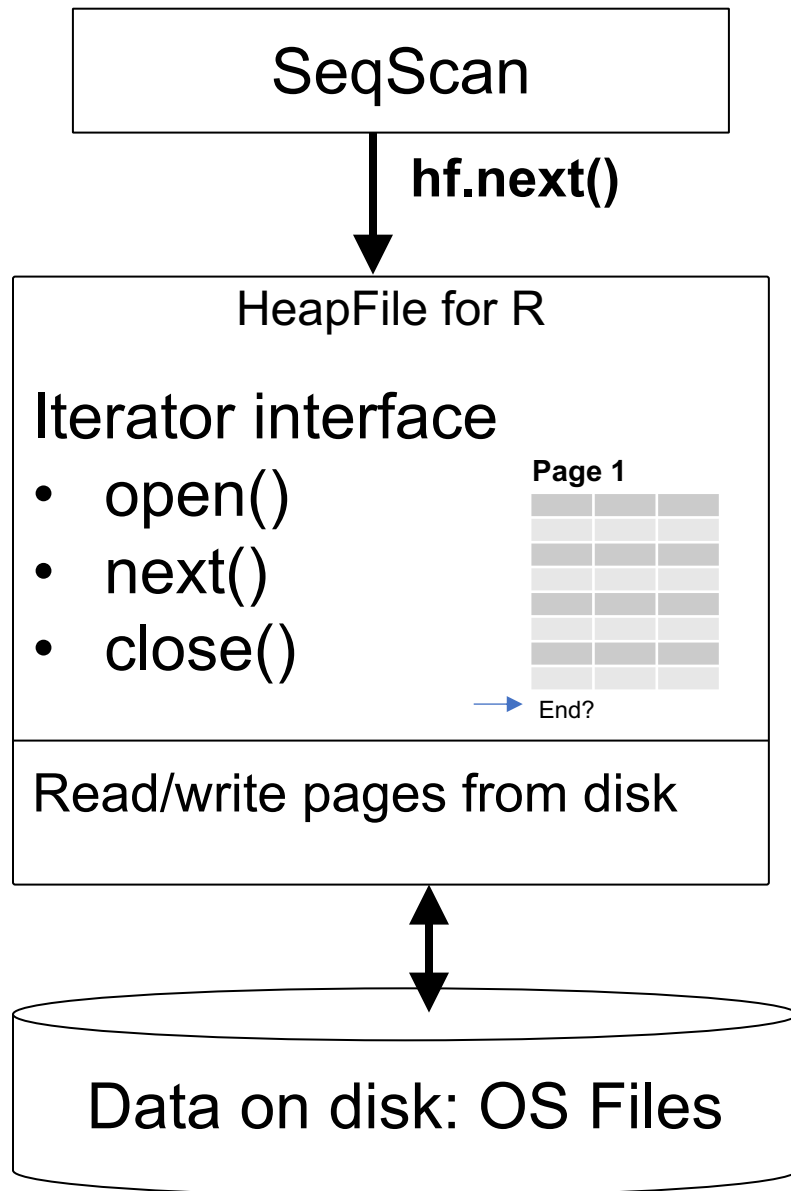 SeqScan
hf.next()
HeapFile for R
Iterator interface
• open()
• next()
• close()
Page 1
End?
Read/write pages from disk
Data on disk: OS Files